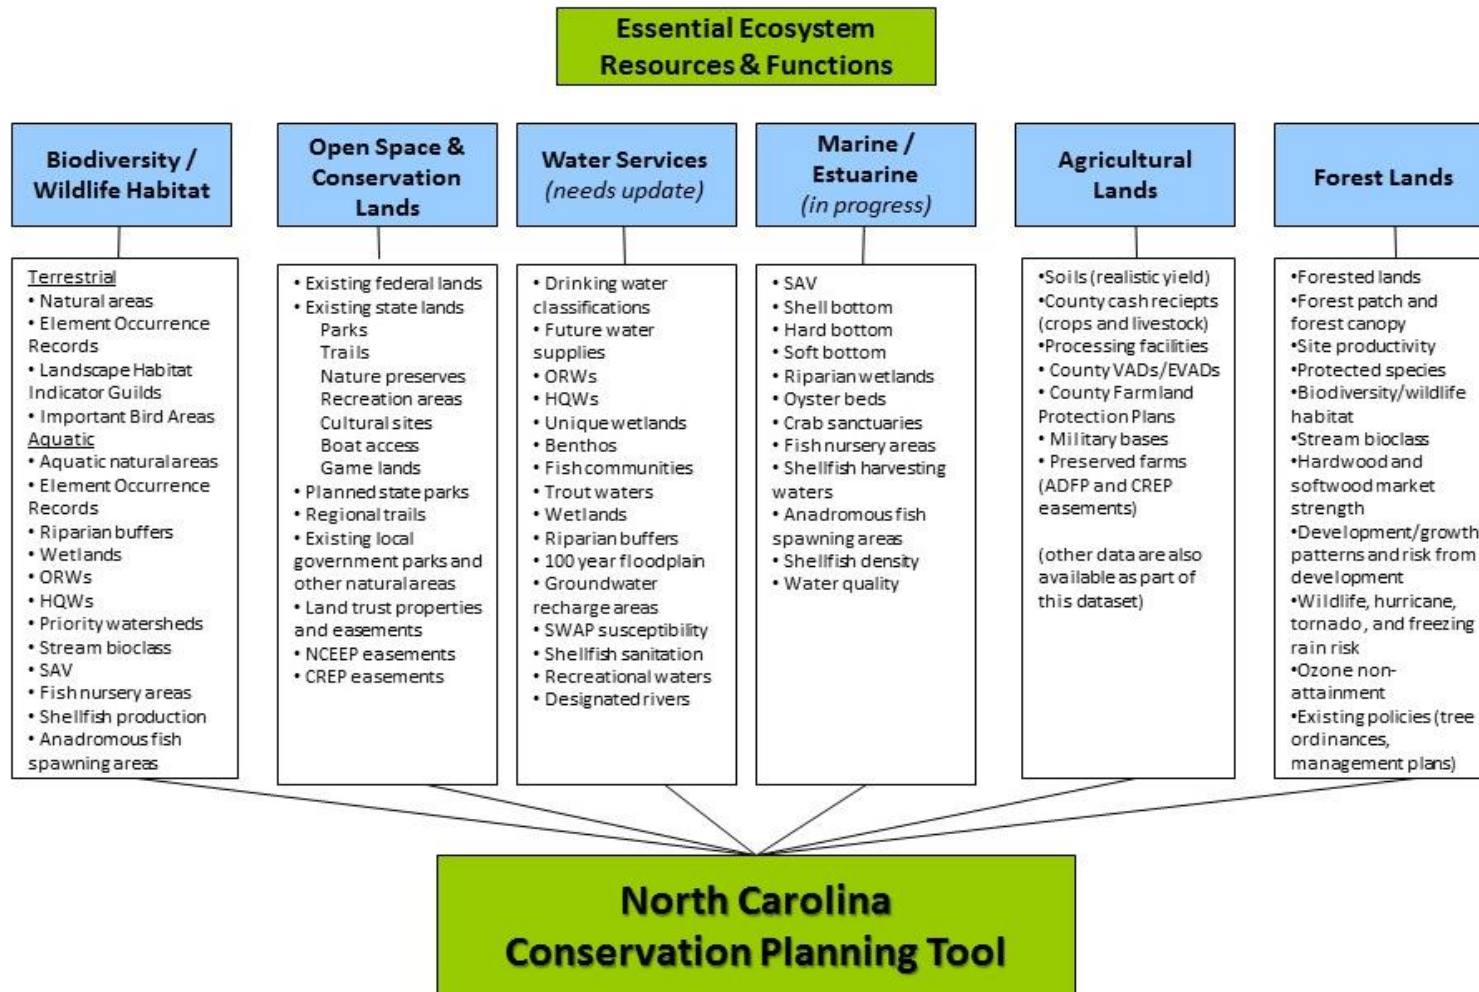 Essential Ecosystem
Resources & Functions
Biodiversity /
Wildlife Habitat
Terrestrial
• Natural areas
• Element Occurrence
Records
• Landscape Habitat
Indicator Guilds
• Important Bird Areas
Aquatic
• Aquatic natural areas
• Element Occurrence
Records
• Riparian buffers
• Wetlands
• ORWs
• HQWs
• Priority watersheds
• Stream bioclass
• SAV
• Fish nursery areas
• Shellfish production
• Anadromous fish
spawning areas
Open Space &
Conservation
Lands
• Existing federal lands
• Existing state lands
Parks
Trails
Nature preserves
Recreation areas
Cultural sites
Boat access
Game lands
• Planned state parks
• Regional trails
• Existing local
government parks and
other natural areas
• Land trust properties
and easements
• NCEEP easements
• CREP easements
Water Services
(needs update)
• Drinking water
classifications
• Future water
supplies
• ORWs
• HQWs
• Unique wetlands
• Benthos
• Fish communities
• Trout waters
• Wetlands
• Riparian buffers
• 100 year floodplain
• Groundwater
recharge areas
• SWAP susceptibility
• Shellfish sanitation
• Recreational waters
• Designated rivers
Marine /
Estuarine
(in progress)
• SAV
• Shell bottom
• Hard bottom
• Soft bottom
• Riparian wetlands
• Oyster beds
• Crab sanctuaries
• Fish nursery areas
• Shellfish harvesting
waters
• Anadromous fish
spawning areas
• Shellfish density
• Water quality
Agricultural
Lands
•Soils (realistic yield)
•County cash reciepts
(crops and livestock)
•Processing facilities
• County VADs/EVADs
• County Farmland
Protection Plans
• Military bases
• Preserved farms
(ADFP and CREP
easements)
(other data are also
available as part of
this dataset)
Forest Lands
•Forested lands
•Forest patch and
forest canopy
•Site productivity
•Protected species
•Biodiversity/wildlife
habitat
•Stream bioclass
•Hardwood and
softwood market
strength
•Development/growth
patterns and risk from
development
•Wildlife, hurricane,
tornado, and freezing
rain risk
•Ozone non-
attainment
•Existing policies (tree
ordinances,
management plans)
North Carolina
Conservation Planning Tool